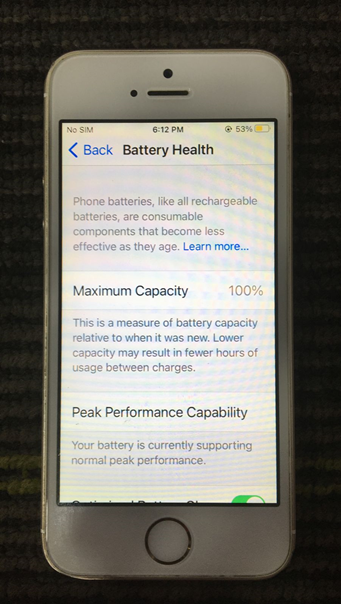 No SIM 6:12 PM 53%
Back Battery Health
Phone batteries, like all rechargeable
batteries, are consumable
components that become less
effective as they age. Learn more...
Maximum Capacity 100%
This is a measure of battery capacity
relative to when it was new. Lower
capacity may result in fewer hours of
usage between charges.
Peak Performance Capability
Your battery is currently supporting
normal peak performance.